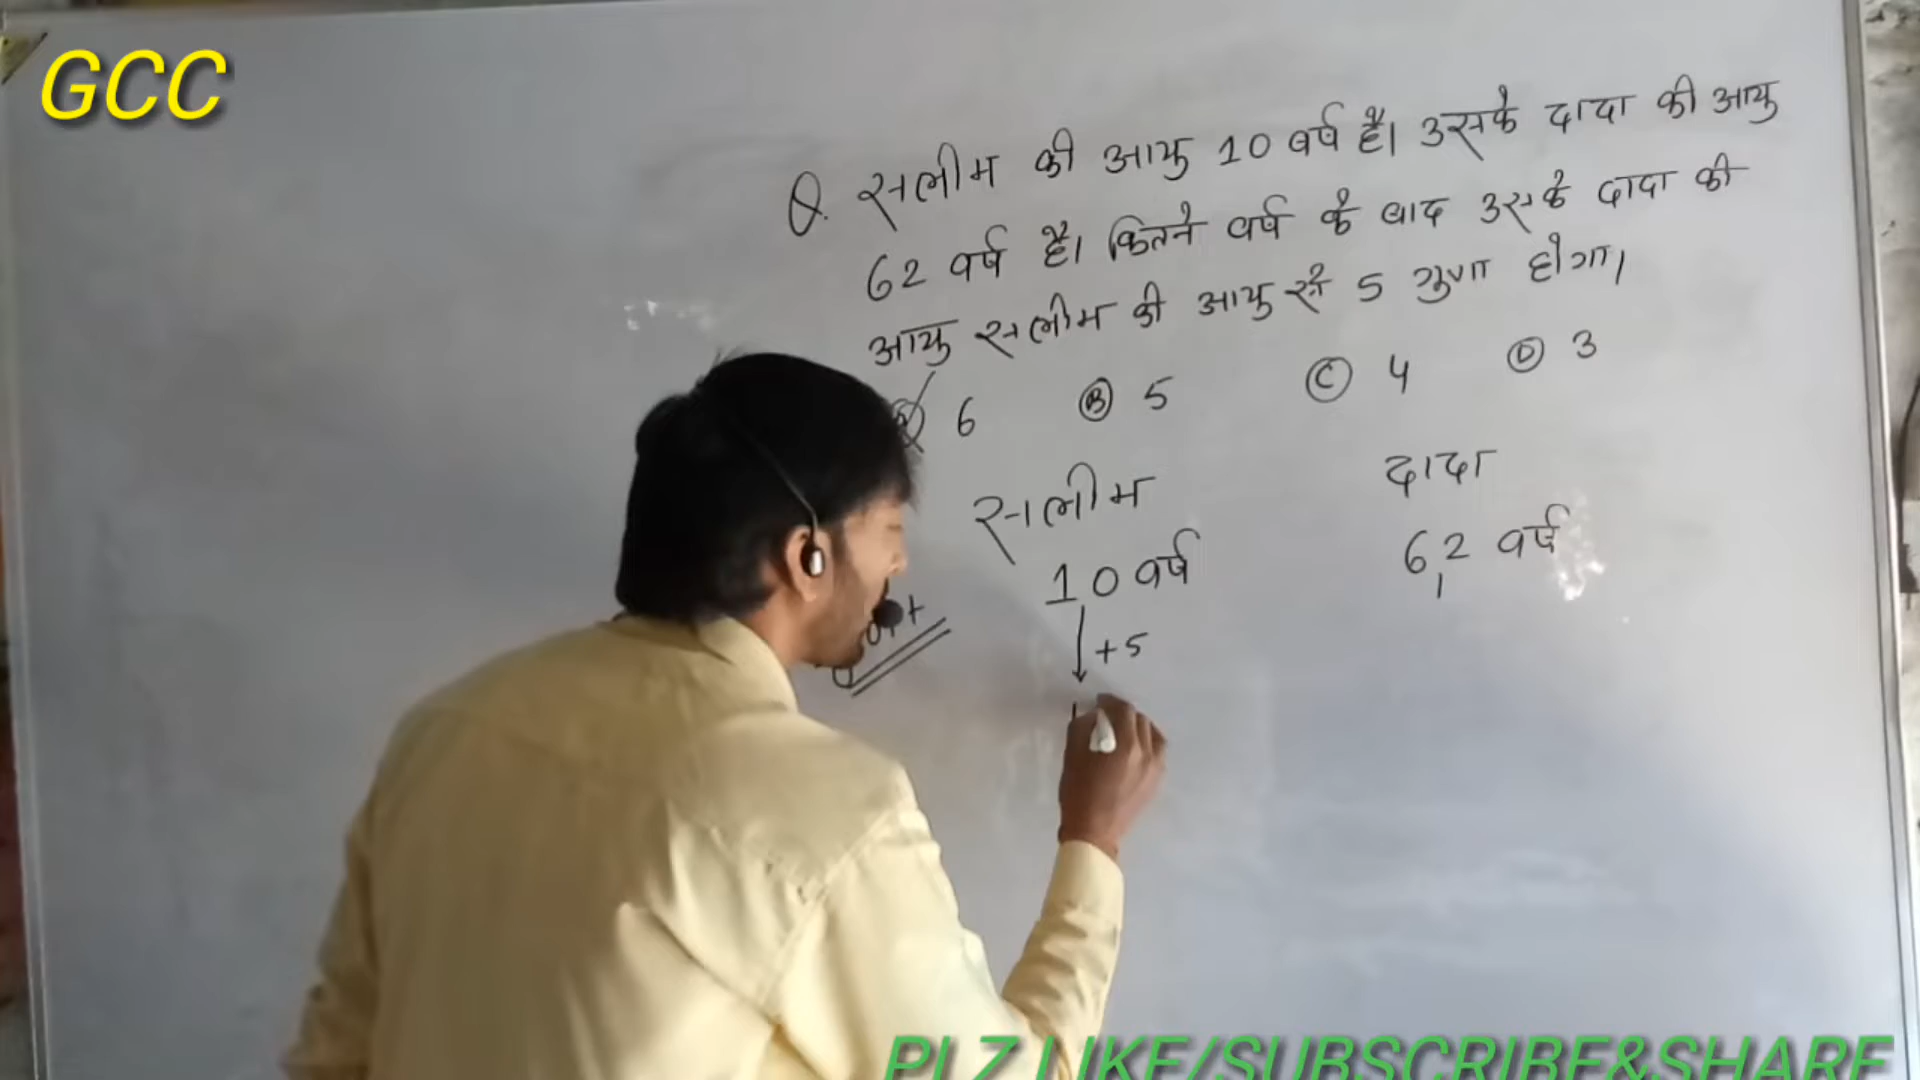 GCC
Q. सलीम की आयु 10 वर्ष है। उसके दादा की आयु
62 वर्ष है। कितने वर्ष के बाद उसके दादा की
आयु सलीम की आयु से 5 गुणा होगा।
6 B 5 C 4 D 3
सलीम दादा
10 वर्ष 62 वर्ष
+5
PLZ LIKE/SUBSCRIBE&SHARE